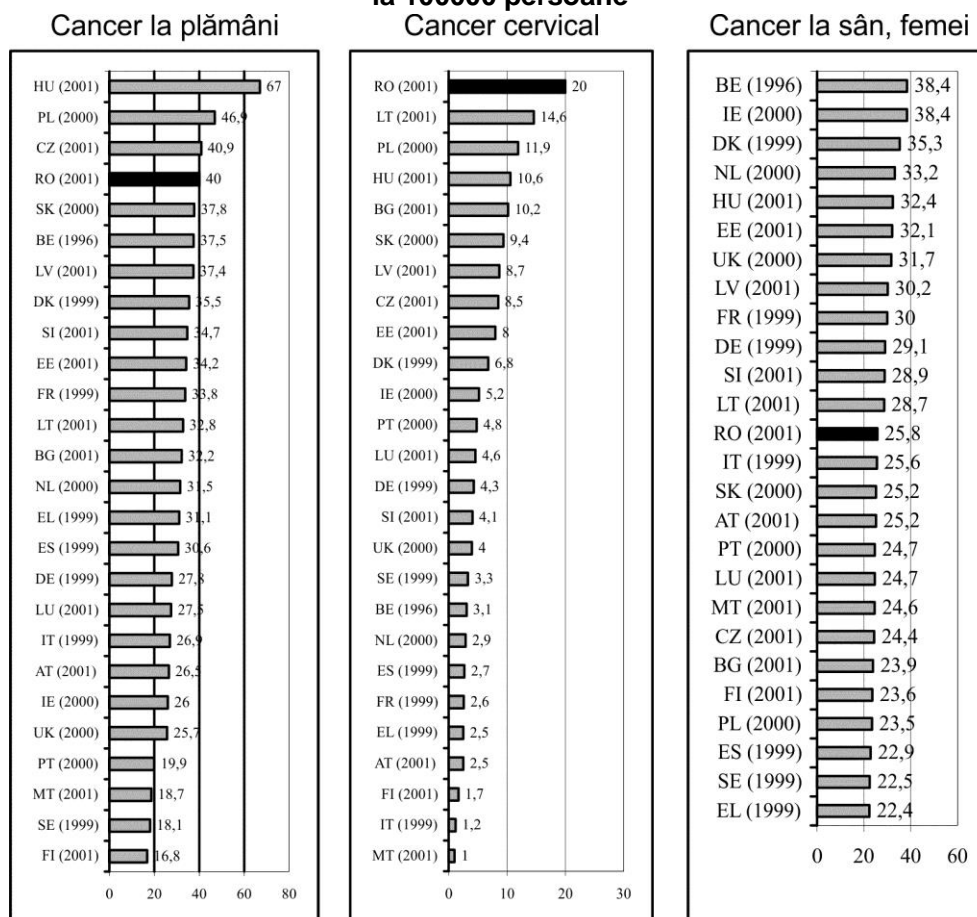 la 100000 persoane
Cancer la plămâni
HU (2001) 67
PL (2000) 46,9
CZ (2001) 40,9
RO (2001) 40
SK (2000) 37,8
BE (1996) 37,5
LV (2001) 37,4
DK (1999) 35,5
SI (2001) 34,7
EE (2001) 34,2
FR (1999) 33,8
LT (2001) 32,8
BG (2001) 32,2
NL (2000) 31,5
EL (1999) 31,1
ES (1999) 30,6
DE (1999) 27,8
LU (2001) 27,5
IT (1999) 26,9
AT (2001) 26,5
IE (2000) 26
UK (2000) 25,7
PT (2000) 19,9
MT (2001) 18,7
SE (1999) 18,1
FI (2001) 16,8
0 20 40 60 80
Cancer cervical
RO (2001) 20
LT (2001) 14,6
PL (2000) 11,9
HU (2001) 10,6
BG (2001) 10,2
SK (2000) 9,4
LV (2001) 8,7
CZ (2001) 8,5
EE (2001) 8
DK (1999) 6,8
IE (2000) 5,2
PT (2000) 4,8
LU (2001) 4,6
DE (1999) 4,3
SI (2001) 4,1
UK (2000) 4
SE (1999) 3,3
BE (1996) 3,1
NL (2000) 2,9
ES (1999) 2,7
FR (1999) 2,6
EL (1999) 2,5
AT (2001) 2,5
FI (2001) 1,7
IT (1999) 1,2
MT (2001) 1
0 10 20 30
Cancer la sân, femei
BE (1996) 38,4
IE (2000) 38,4
DK (1999) 35,3
NL (2000) 33,2
HU (2001) 32,4
EE (2001) 32,1
UK (2000) 31,7
LV (2001) 30,2
FR (1999) 30
DE (1999) 29,1
SI (2001) 28,9
LT (2001) 28,7
RO (2001) 25,8
IT (1999) 25,6
SK (2000) 25,2
AT (2001) 25,2
PT (2000) 24,7
LU (2001) 24,7
MT (2001) 24,6
CZ (2001) 24,4
BG (2001) 23,9
FI (2001) 23,6
PL (2000) 23,5
ES (1999) 22,9
SE (1999) 22,5
EL (1999) 22,4
0 20 40 60